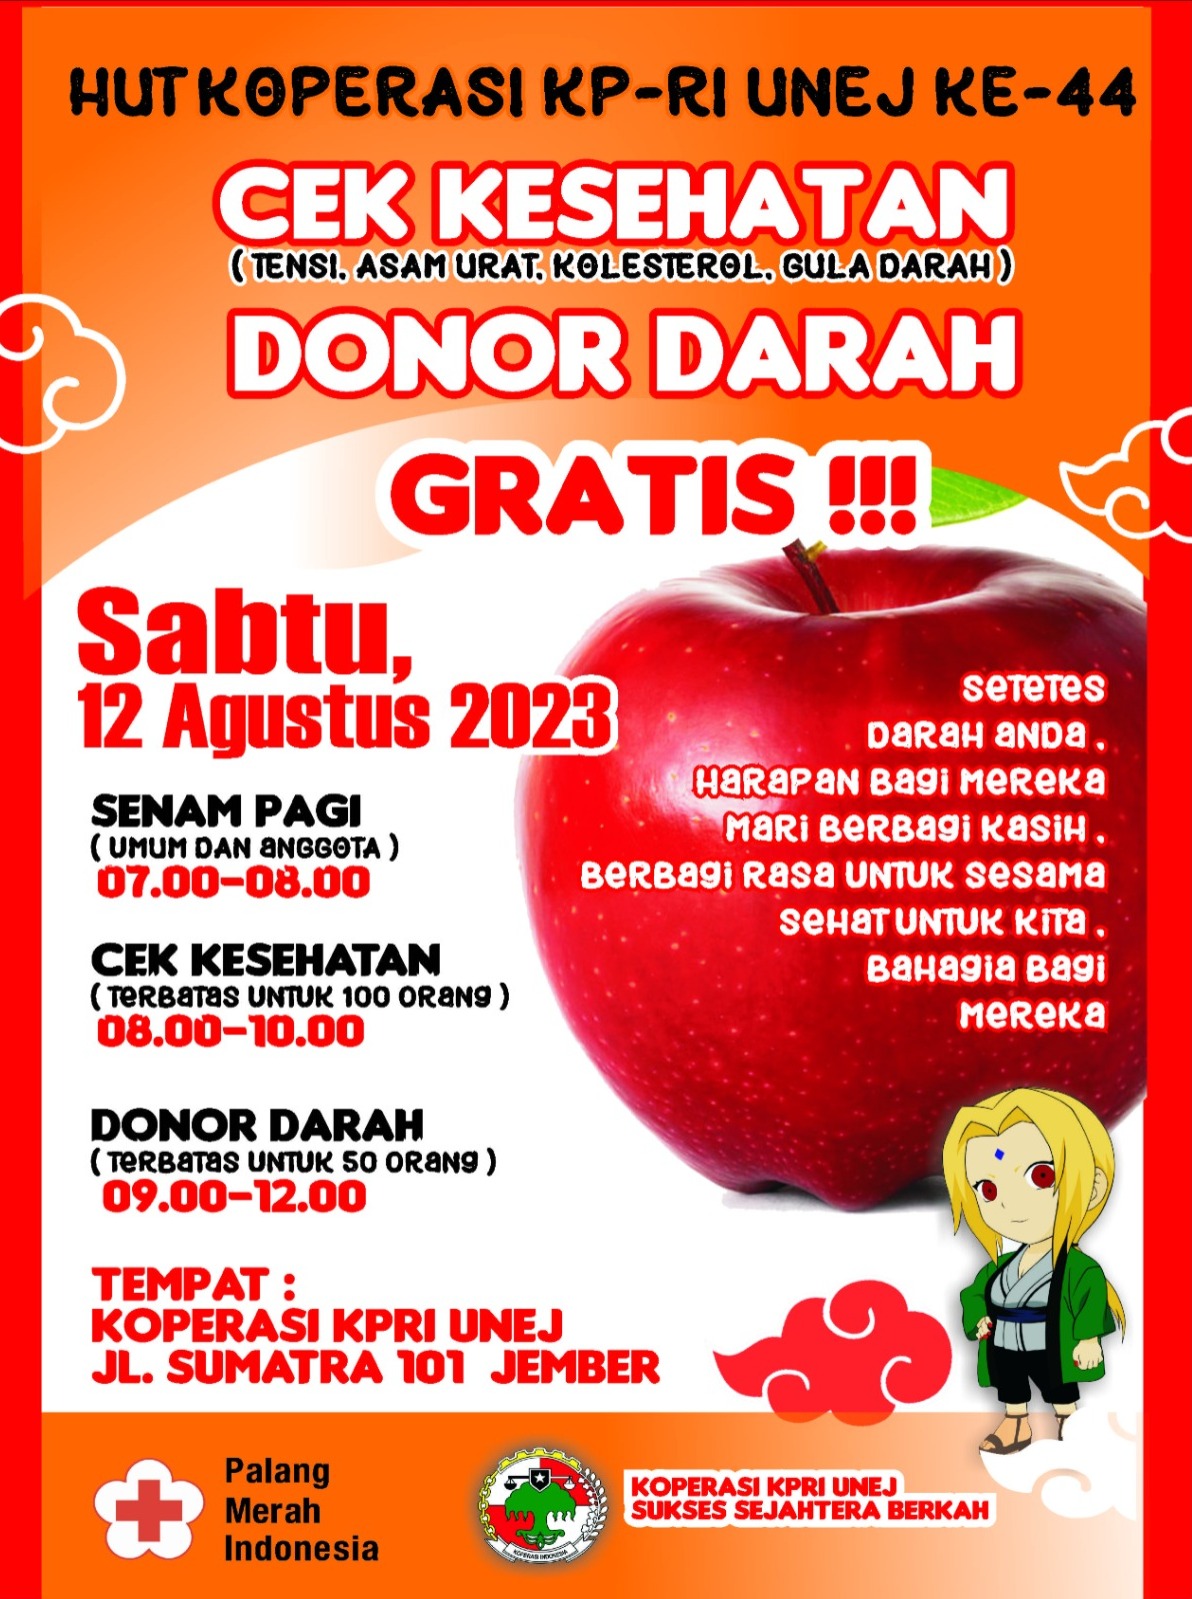 HUT KOPERASI KP-RI UNEJ KE-44
CEK KESEHATAN
( TENSI, ASAM URAT, KOLESTEROL, GULA DARAH )
DONOR DARAH
GRATIS !!!
Sabtu,
12 Agustus 2023
SENAM PAGI
( UMUM DAN ANGGOTA )
07.00-08.00
CEK KESEHATAN
( TERBATAS UNTUK 100 ORANG )
08.00-10.00
DONOR DARAH
( TERBATAS UNTUK 50 ORANG )
09.00-12.00
TEMPAT :
KOPERASI KPRI UNEJ
JL. SUMATRA 101 JEMBER
SETETES
DARAH ANDA ,
HARAPAN BAGI MEREKA
MARI BERBAGI KASIH ,
BERBAGI RASA UNTUK SESAMA
SEHAT UNTUK KITA ,
BAHAGIA BAGI
MEREKA
Palang
Merah
Indonesia
KOPERASI INDONESIA
KOPERASI KPRI UNEJ
SUKSES SEJAHTERA BERKAH